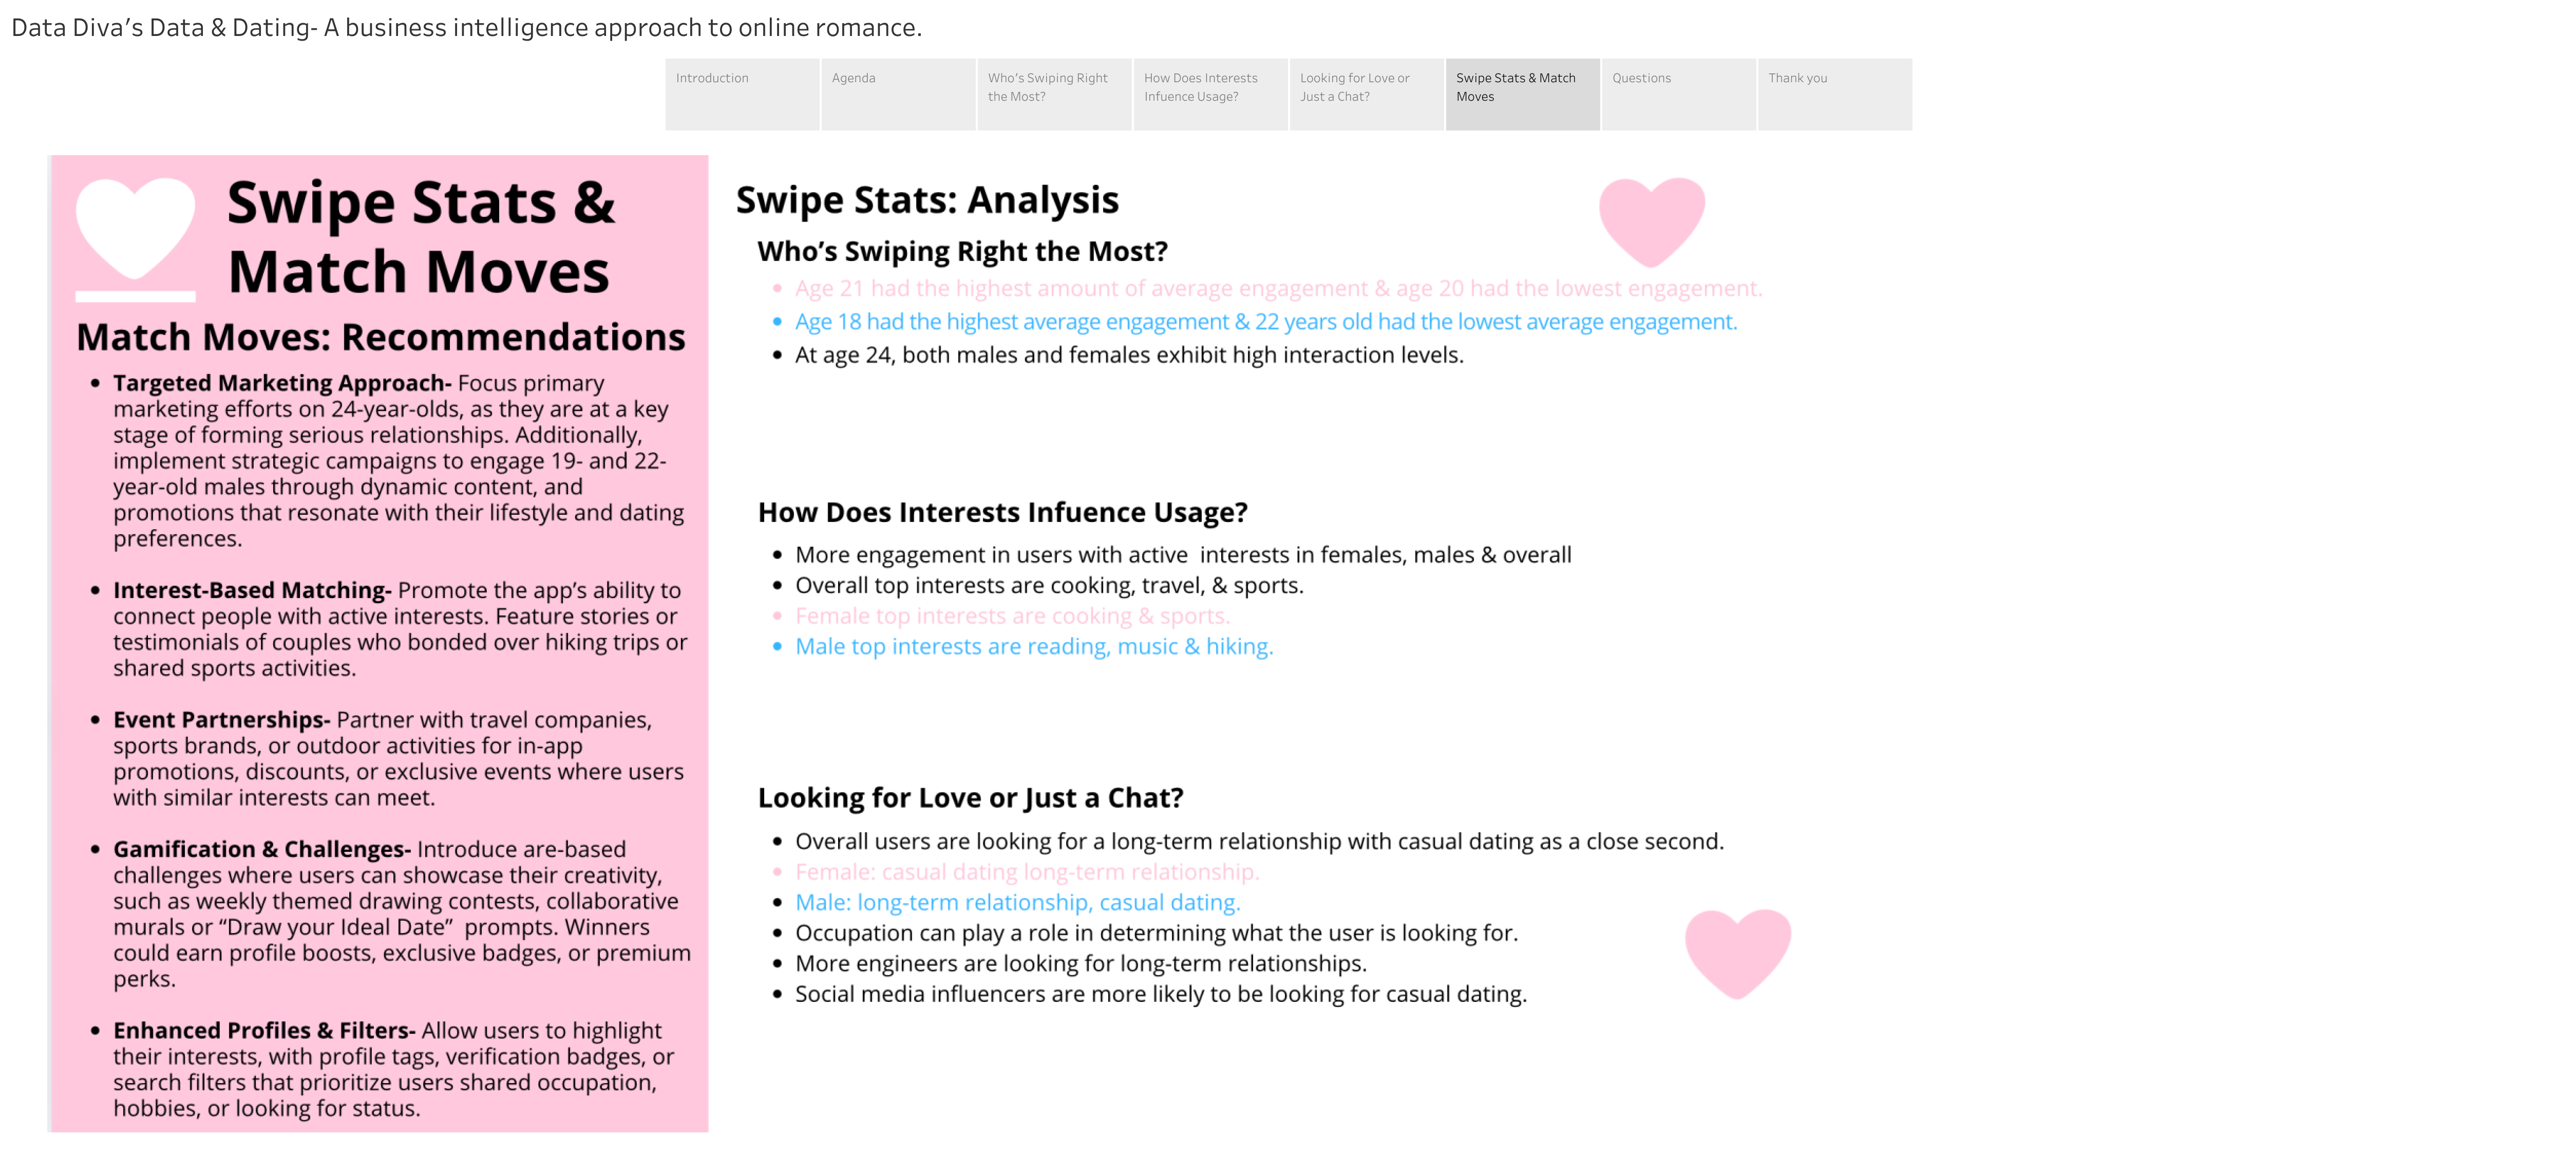 Data Diva's Data & Dating- A business intelligence approach to online romance.
Introduction
Agenda
Who's Swiping Right
the Most?
How Does Interests
Infuence Usage?
Looking for Love or
Just a Chat?
Swipe Stats & Match
Moves
Questions
Thank you
Swipe Stats &
Match Moves
Match Moves: Recommendations
• Targeted Marketing Approach- Focus primary
marketing efforts on 24-year-olds, as they are at a key
stage of forming serious relationships. Additionally,
implement strategic campaigns to engage 19- and 22-
year-old males through dynamic content, and
promotions that resonate with their lifestyle and dating
preferences.
• Interest-Based Matching- Promote the app's ability to
connect people with active interests. Feature stories or
testimonials of couples who bonded over hiking trips or
shared sports activities.
• Event Partnerships- Partner with travel companies,
sports brands, or outdoor activities for in-app
promotions, discounts, or exclusive events where users
with similar interests can meet.
• Gamification & Challenges- Introduce are-based
challenges where users can showcase their creativity,
such as weekly themed drawing contests, collaborative
murals or “Draw your Ideal Date”  prompts. Winners
could earn profile boosts, exclusive badges, or premium
perks.
• Enhanced Profiles & Filters- Allow users to highlight
their interests, with profile tags, verification badges, or
search filters that prioritize users shared occupation,
hobbies, or looking for status.
Swipe Stats: Analysis
Who's Swiping Right the Most?
• Age 21 had the highest amount of average engagement & age 20 had the lowest engagement.
• Age 18 had the highest average engagement & 22 years old had the lowest average engagement.
• At age 24, both males and females exhibit high interaction levels.
How Does Interests Infuence Usage?
• More engagement in users with active  interests in females, males & overall
• Overall top interests are cooking, travel, & sports.
• Female top interests are cooking & sports.
• Male top interests are reading, music & hiking.
Looking for Love or Just a Chat?
• Overall users are looking for a long-term relationship with casual dating as a close second.
• Female: casual dating long-term relationship.
• Male: long-term relationship, casual dating.
• Occupation can play a role in determining what the user is looking for.
• More engineers are looking for long-term relationships.
• Social media influencers are more likely to be looking for casual dating.